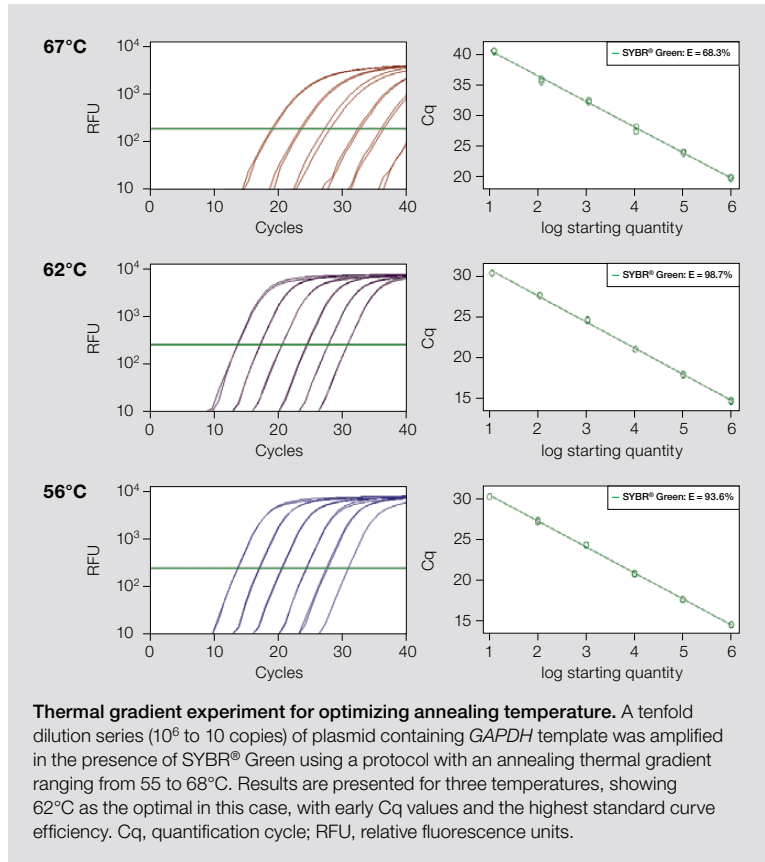 67°C
10⁴
10³
10²
10
RFU
0 10 20 30 40
Cycles
40
35
30
25
20
Cq
SYBR® Green: E = 68.3%
1 2 3 4 5 6
log starting quantity
62°C
10⁴
10³
10²
10
RFU
0 10 20 30 40
Cycles
30
25
20
15
Cq
SYBR® Green: E = 98.7%
1 2 3 4 5 6
log starting quantity
56°C
10⁴
10³
10²
10
RFU
0 10 20 30 40
Cycles
30
25
20
15
Cq
SYBR® Green: E = 93.6%
1 2 3 4 5 6
log starting quantity
Thermal gradient experiment for optimizing annealing temperature. A tenfold
dilution series (10⁶ to 10 copies) of plasmid containing GAPDH template was amplified
in the presence of SYBR® Green using a protocol with an annealing thermal gradient
ranging from 55 to 68°C. Results are presented for three temperatures, showing
62°C as the optimal in this case, with early Cq values and the highest standard curve
efficiency. Cq, quantification cycle; RFU, relative fluorescence units.